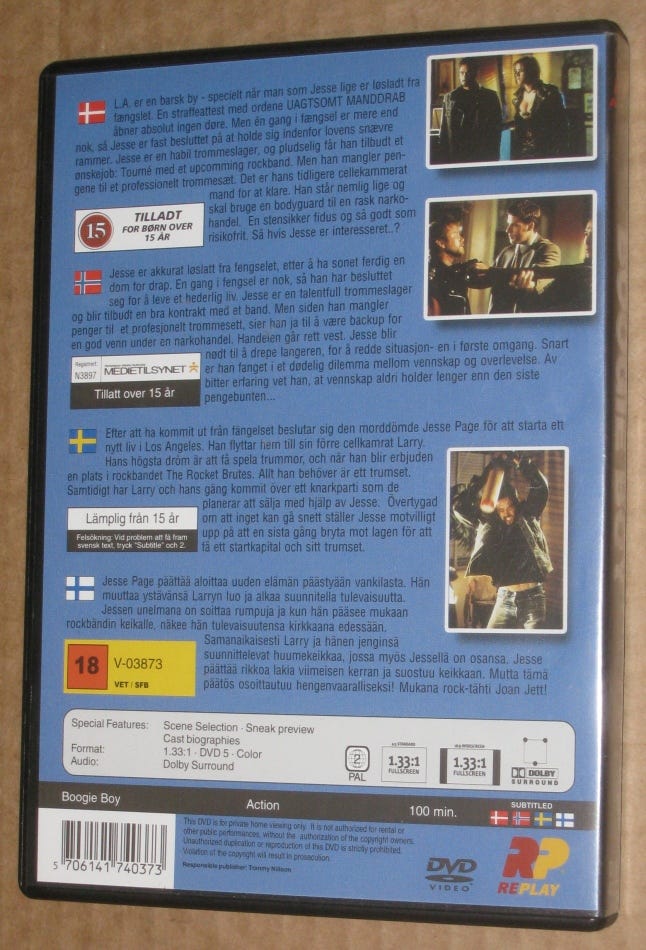 L.A. er en barsk by - specielt når man som Jesse lige er løsladt fra
fængslet. En straffeattest med ordene UAGTSOMT MANDDRAB
åbner absolut ingen døre. Men én gang i fængsel er mere end
nok, så Jesse er fast besluttet på at holde sig indenfor lovens snævre
rammer. Jesse er en habil trommeslager, og pludselig får han tilbudt et
ønskejob: Tourné med et upcomming rockband. Men han mangler pen-
gene til et professionelt trommesæt. Det er hans tidligere cellekammerat
mand for at klare. Han står nemlig lige og
skal bruge en bodyguard til en rask narko-
handel. En stensikker fidus og så godt som
risikofrit. Så hvis Jesse er interesseret..?
15
TILLADT
FOR BØRN OVER
15 ÅR
Jesse er akkurat løslatt fra fengselet, etter å ha sonet ferdig en
dom for drap. En gang i fengsel er nok, så han har besluttet
seg for å leve et hederlig liv. Jesse er en talentfull trommeslager
og blir tilbudt en bra kontrakt med et band. Men siden han mangler
penger til et profesjonelt trommesett, sier han ja til å være backup for
en god venn under en narkohandel. Handelen går rett vest. Jesse blir
nødt til å drepe langeren, for å redde situasjon- en i första omgang. Snart
er han fanget i et dødelig dilemma mellom vennskap og overlevelse. Av
bitter erfaring vet han, at vennskap aldri holder lenger enn den siste
pengebunten...
Registrert:
N3897
MEDIETILSYNET
Tillatt over 15 år
Efter att ha kommit ut från fängelset beslutar sig den morddömde Jesse Page för att starta ett
nytt liv i Los Angeles. Han flyttar hem till sin förre cellkamrat Larry.
Hans högsta dröm är att få spela trummor, och när han blir erbjuden
en plats i rockbandet The Rocket Brutes. Allt han behöver är ett trumset.
Samtidigt har Larry och hans gäng kommit över ett knarkparti som de
planerar att sälja med hjälp av Jesse. Övertygad
om att inget kan gå snett ställer Jesse motvilligt
upp på att en sista gång bryta mot lagen för att
få ett startkapital och sitt trumset.
Lämplig från 15 år
Felsökning: Vid problem att få fram
svensk text, tryck "Subtitle" och 2.
Jesse Page päättää aloittaa uuden elämän päästyään vankilasta. Hän
muuttaa ystävänsä Larryn luo ja alkaa suunnitella tulevaisuutta.
Jessen unelmana on soittaa rumpuja ja kun hän pääsee mukaan
rockbändin keikalle, näkee hän tulevaisuutensa kirkkaana edessään.
Samanaikaisesti Larry ja hänen jenginsä
suunnittelevat huumekeikkaa, jossa myös Jessellä on osansa. Jesse
päättää rikkoa lakia viimeisen kerran ja suostuu keikkaan. Mutta tämä
päätös osoittautuu hengenvaaralliseksi! Mukana rock-tähti Joan Jett!
18
V-03873
VET / SFB
Special Features: Scene Selection · Sneak preview
Cast biographies
Format: 1.33:1 · DVD 5 · Color
Audio: Dolby Surround
2
PAL
4:3 STANDARD
1.33:1
FULLSCREEN
16:9 WIDESCREEN
1.33:1
FULLSCREEN
DOLBY
SURROUND
Boogie Boy
Action
100 min.
SUBTITLED
This DVD is for private home viewing only. It is not authorized for rental or
other public performances, without the authorization of the copyright owners.
Unauthorized duplication or reproduction of this DVD is strictly prohibited.
Violation of the copyright will result in prosecution.
Responsible publisher: Tommy Nilsson
5 706141 740373
DVD
VIDEO
RP
REPLAY